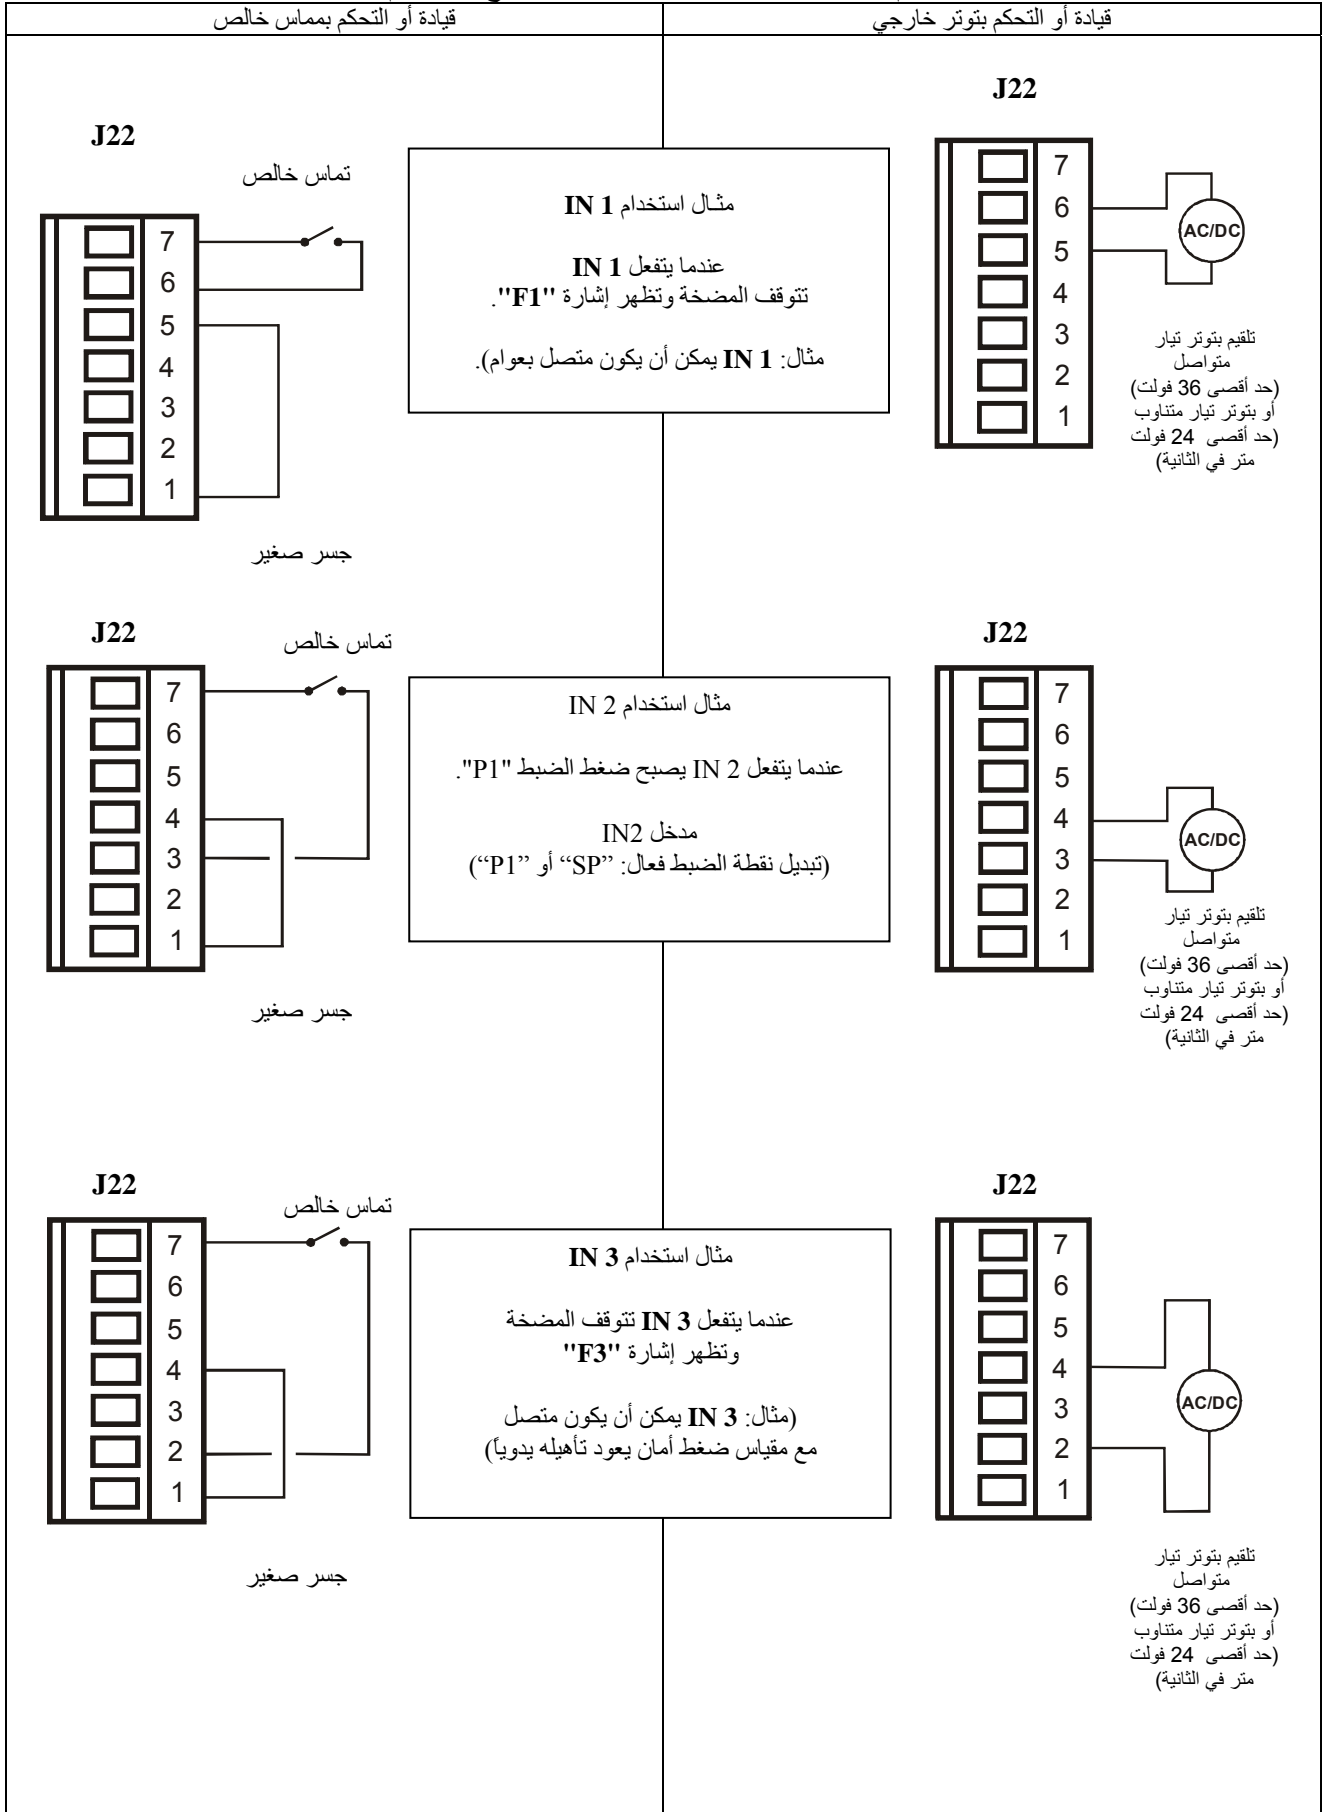 قيادة أو التحكم بتوتر خارجي
قيادة أو التحكم بمماس خالص
J22
7
6
5
4
3
2
1
AC/DC
تلقيم بتوتر تيار
متواصل
(حد أقصى 36 فولت)
أو بتوتر تيار متناوب
(حد أقصى 24 فولت
متر في الثانية)
مثال استخدام IN 1
عندما يتفعل IN 1
تتوقف المضخة وتظهر إشارة "F1".
مثال: IN 1 يمكن أن يكون متصل بعوام).
J22
تماس خالص
7
6
5
4
3
2
1
جسر صغير
J22
7
6
5
4
3
2
1
AC/DC
تلقيم بتوتر تيار
متواصل
(حد أقصى 36 فولت)
أو بتوتر تيار متناوب
(حد أقصى 24 فولت
متر في الثانية)
مثال استخدام IN 2
عندما يتفعل IN 2 يصبح ضغط الضبط "P1".
مدخل IN2
(تبديل نقطة الضبط فعال: “SP” أو “P1”)
J22
تماس خالص
7
6
5
4
3
2
1
جسر صغير
J22
7
6
5
4
3
2
1
AC/DC
تلقيم بتوتر تيار
متواصل
(حد أقصى 36 فولت)
أو بتوتر تيار متناوب
(حد أقصى 24 فولت
متر في الثانية)
مثال استخدام IN 3
عندما يتفعل IN 3 تتوقف المضخة
وتظهر إشارة "F3"
(مثال: IN 3 يمكن أن يكون متصل
مع مقياس ضغط أمان يعود تأهيله يدوياً)
J22
تماس خالص
7
6
5
4
3
2
1
جسر صغير